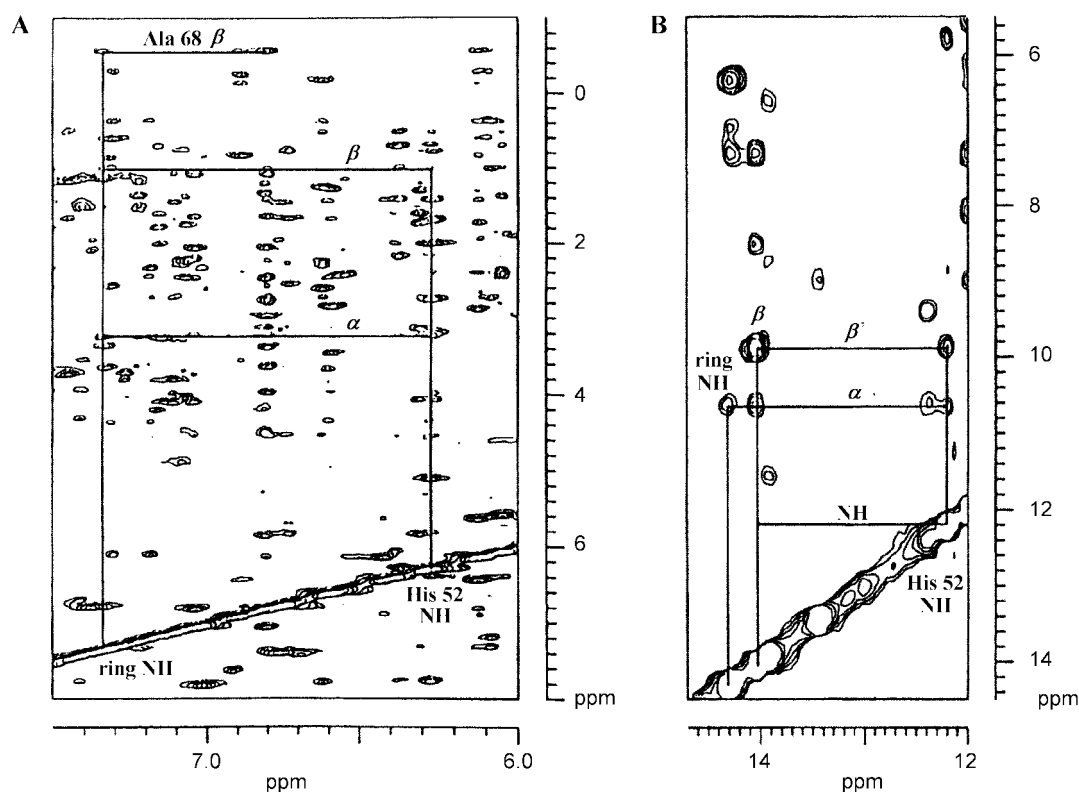 A
Ala 68 β
β
α
His 52
NH
ring NH
0
2
4
6
ppm
7.0
6.0
ppm
B
β
β'
ring
NH
α
NH
His 52
NH
6
8
10
12
14
ppm
14
12
ppm